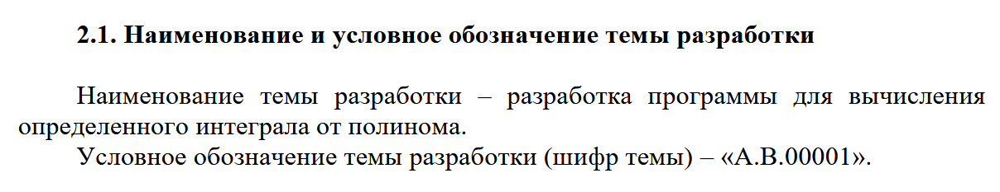 2.1. Наименование и условное обозначение темы разработки
Наименование темы разработки – разработка программы для вычисления
определенного интеграла от полинома.
Условное обозначение темы разработки (шифр темы) – «А.В.00001».